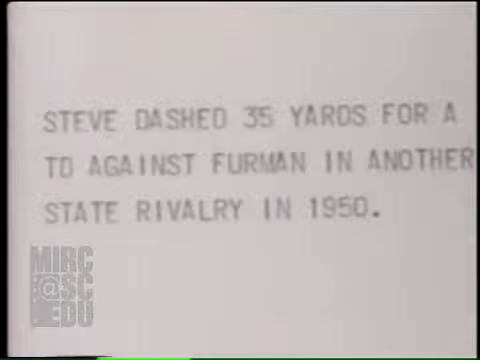 STEVE DASHED 35 YARDS FOR A
TD AGAINST FURMAN IN ANOTHER
STATE RIVALRY IN 1950.
MIRC
@SC
EDU